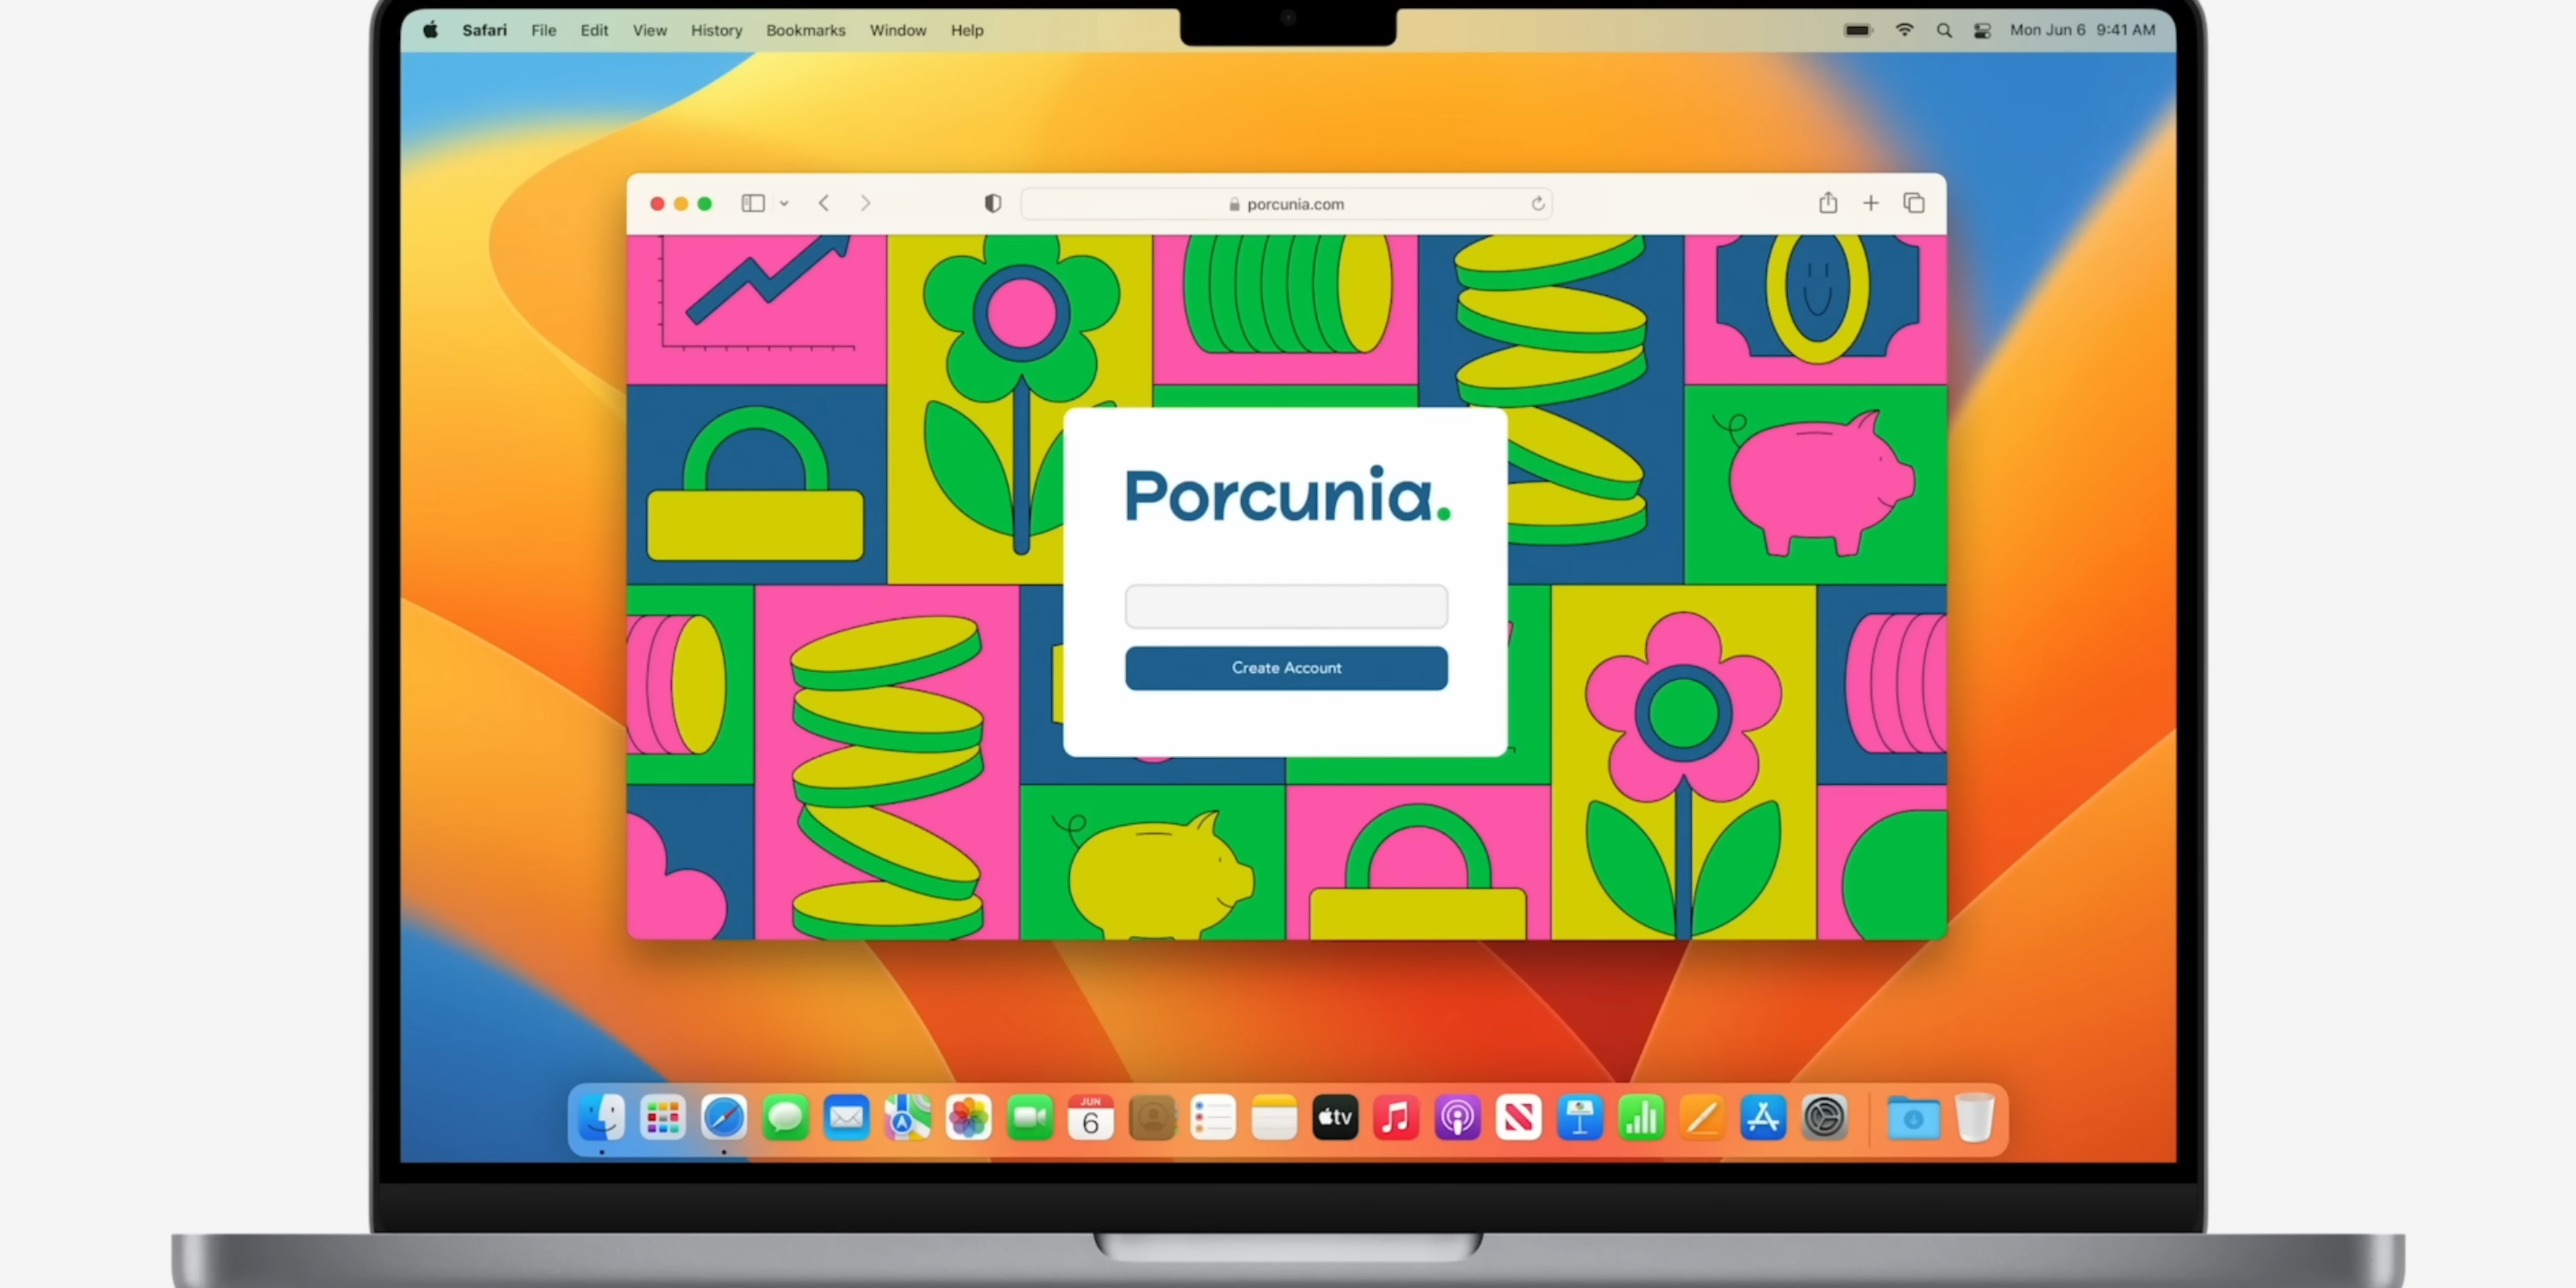 Safari File Edit View History Bookmarks Window Help
Mon Jun 6 9:41 AM
porcunia.com
Porcunia.
Create Account
JUN
6
tv